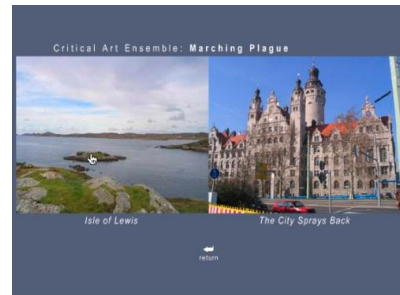 Critical Art Ensemble: Marching Plague
Isle of Lewis
The City Sprays Back
return